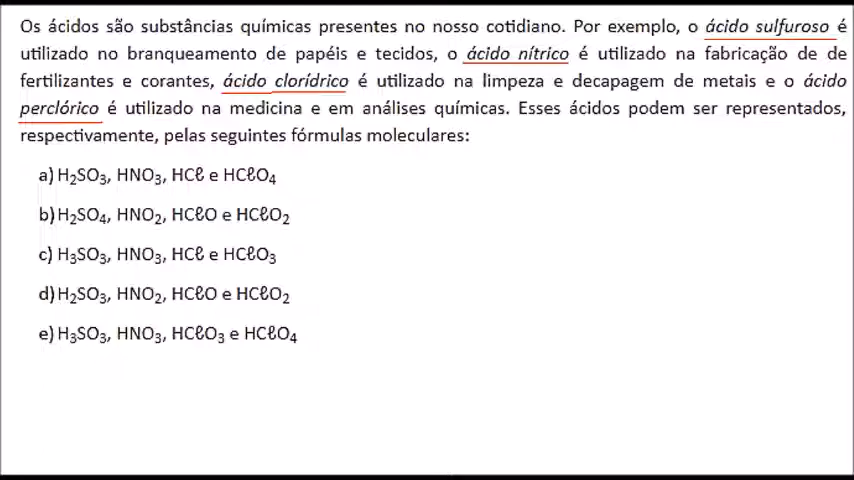 Os ácidos são substâncias químicas presentes no nosso cotidiano. Por exemplo, o ácido sulfuroso é
utilizado no branqueamento de papéis e tecidos, o ácido nítrico é utilizado na fabricação de de
fertilizantes e corantes, ácido clorídrico é utilizado na limpeza e decapagem de metais e o ácido
perclórico é utilizado na medicina e em análises químicas. Esses ácidos podem ser representados,
respectivamente, pelas seguintes fórmulas moleculares:
a) H₂SO₃, HNO₃, HCℓ e HCℓO₄
b) H₂SO₄, HNO₂, HCℓO e HCℓO₂
c) H₃SO₃, HNO₃, HCℓ e HCℓO₃
d) H₂SO₃, HNO₂, HCℓO e HCℓO₂
e) H₃SO₃, HNO₃, HCℓO₃ e HCℓO₄